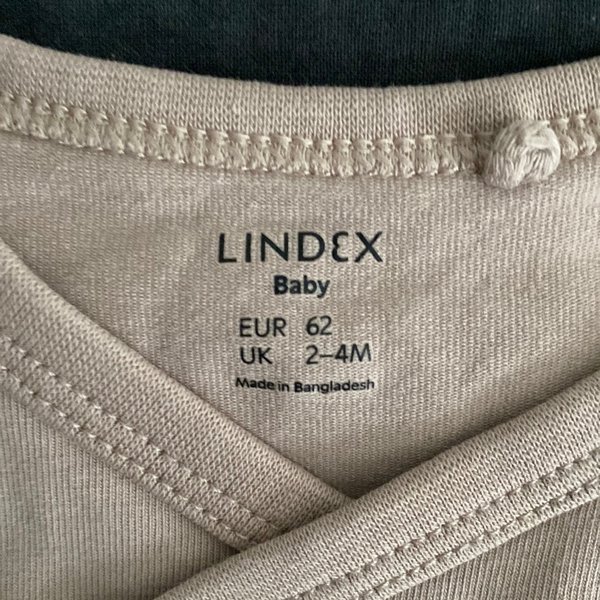 LINDEX
Baby
EUR 62
UK 2–4M
Made in Bangladesh